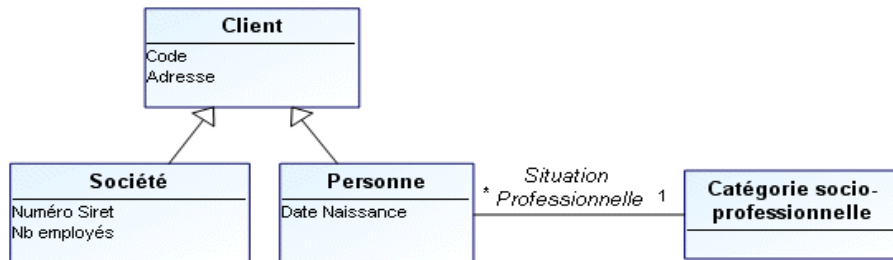 Client
Code
Adresse
Société
Numéro Siret
Nb employés
Personne
Date Naissance
Situation
* Professionnelle 1
Catégorie socio-
professionnelle